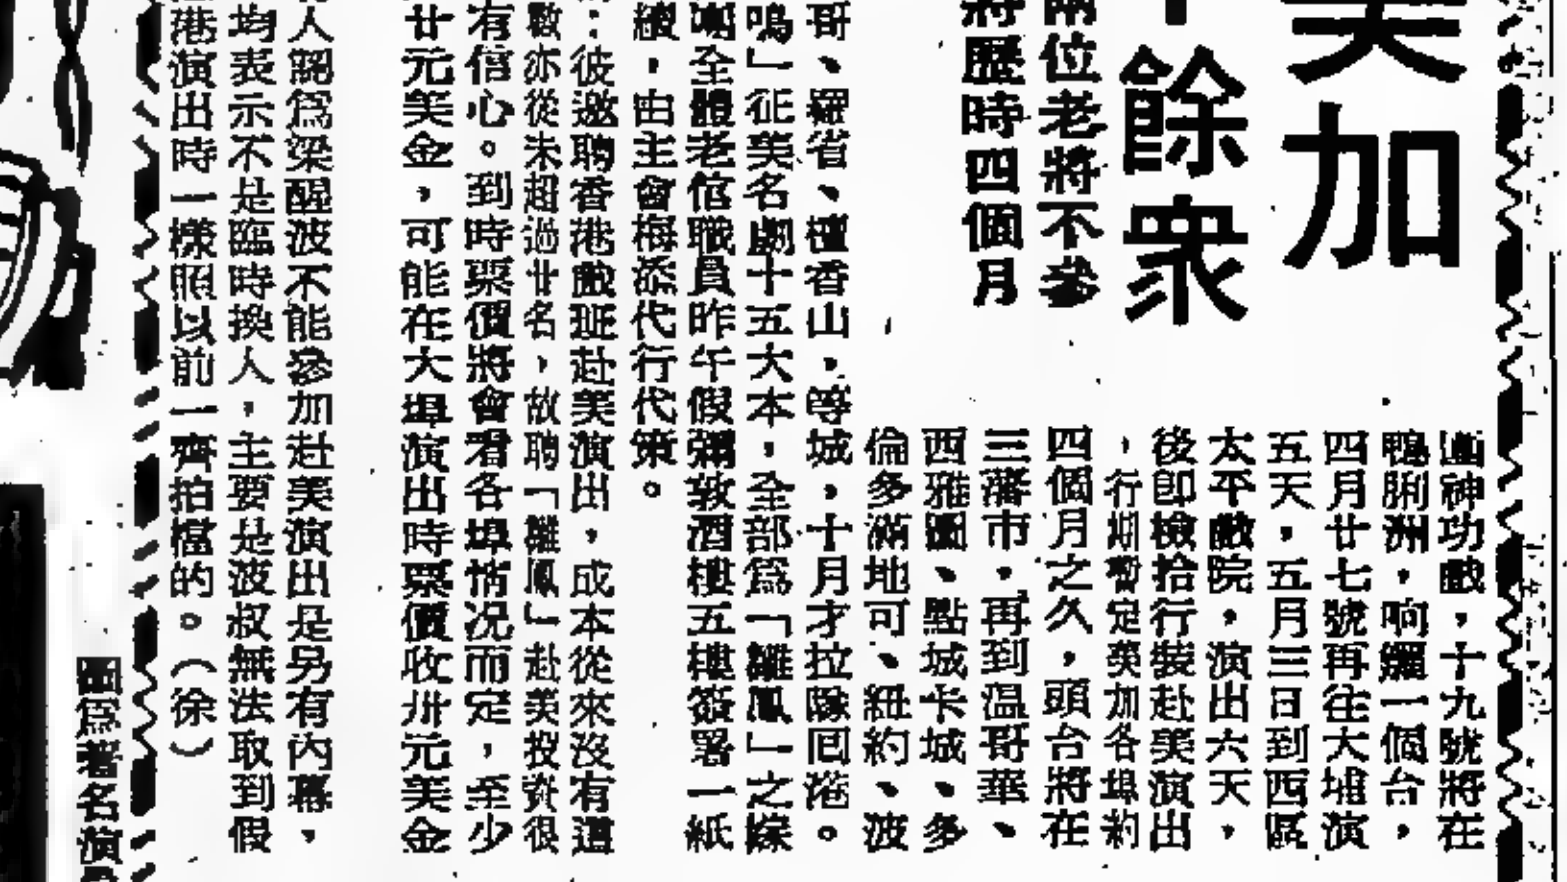 美加
十餘衆
兩位老將不參
將歷時四個月
神功戲，十九號將在
鴨脷洲，响鑼一個台，
四月廿七號再往大埔演
五天，五月三日到西區
太平戲院，演出六天，
後卽檢拾行裝赴美演出
，行期暫定美加各埠約
四個月之久，頭台將在
三藩市，再到温哥華、
西雅圖、點城卡城、多
倫多滿地可、紐約、波
哥、羅省、檀香山，等城，十月才拉隊囘港。
鳴」征美名劇十五大本，全部爲「雛鳳」之戲
團全體老倌職員昨午假彌敦酒樓五樓簽署一紙
續，由主會梅添代行代策。
：彼邀聘香港戲班赴美演出，成本從來沒有這
數亦從未超過廿名，故聘「雛鳳」赴美投資很
有信心。到時票價將會看各埠情况而定，至少
廿元美金，可能在大埠演出時票價收卅元美金
人認爲梁醒波不能參加赴美演出是另有內幕，
均表示不是臨時換人，主要是波叔無法取到假
港演出時一樣照以前一齊拍檔的。（徐）
圖爲著名演